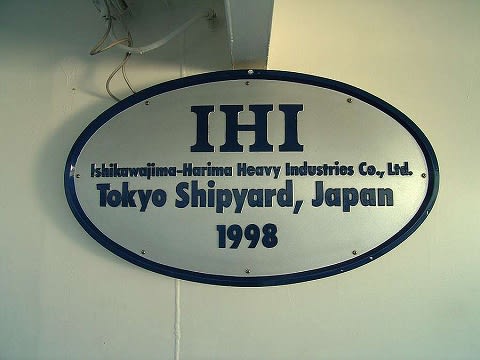 IHI
Ishikawajima-Harima Heavy Industries Co., Ltd.
Tokyo Shipyard, Japan
1998